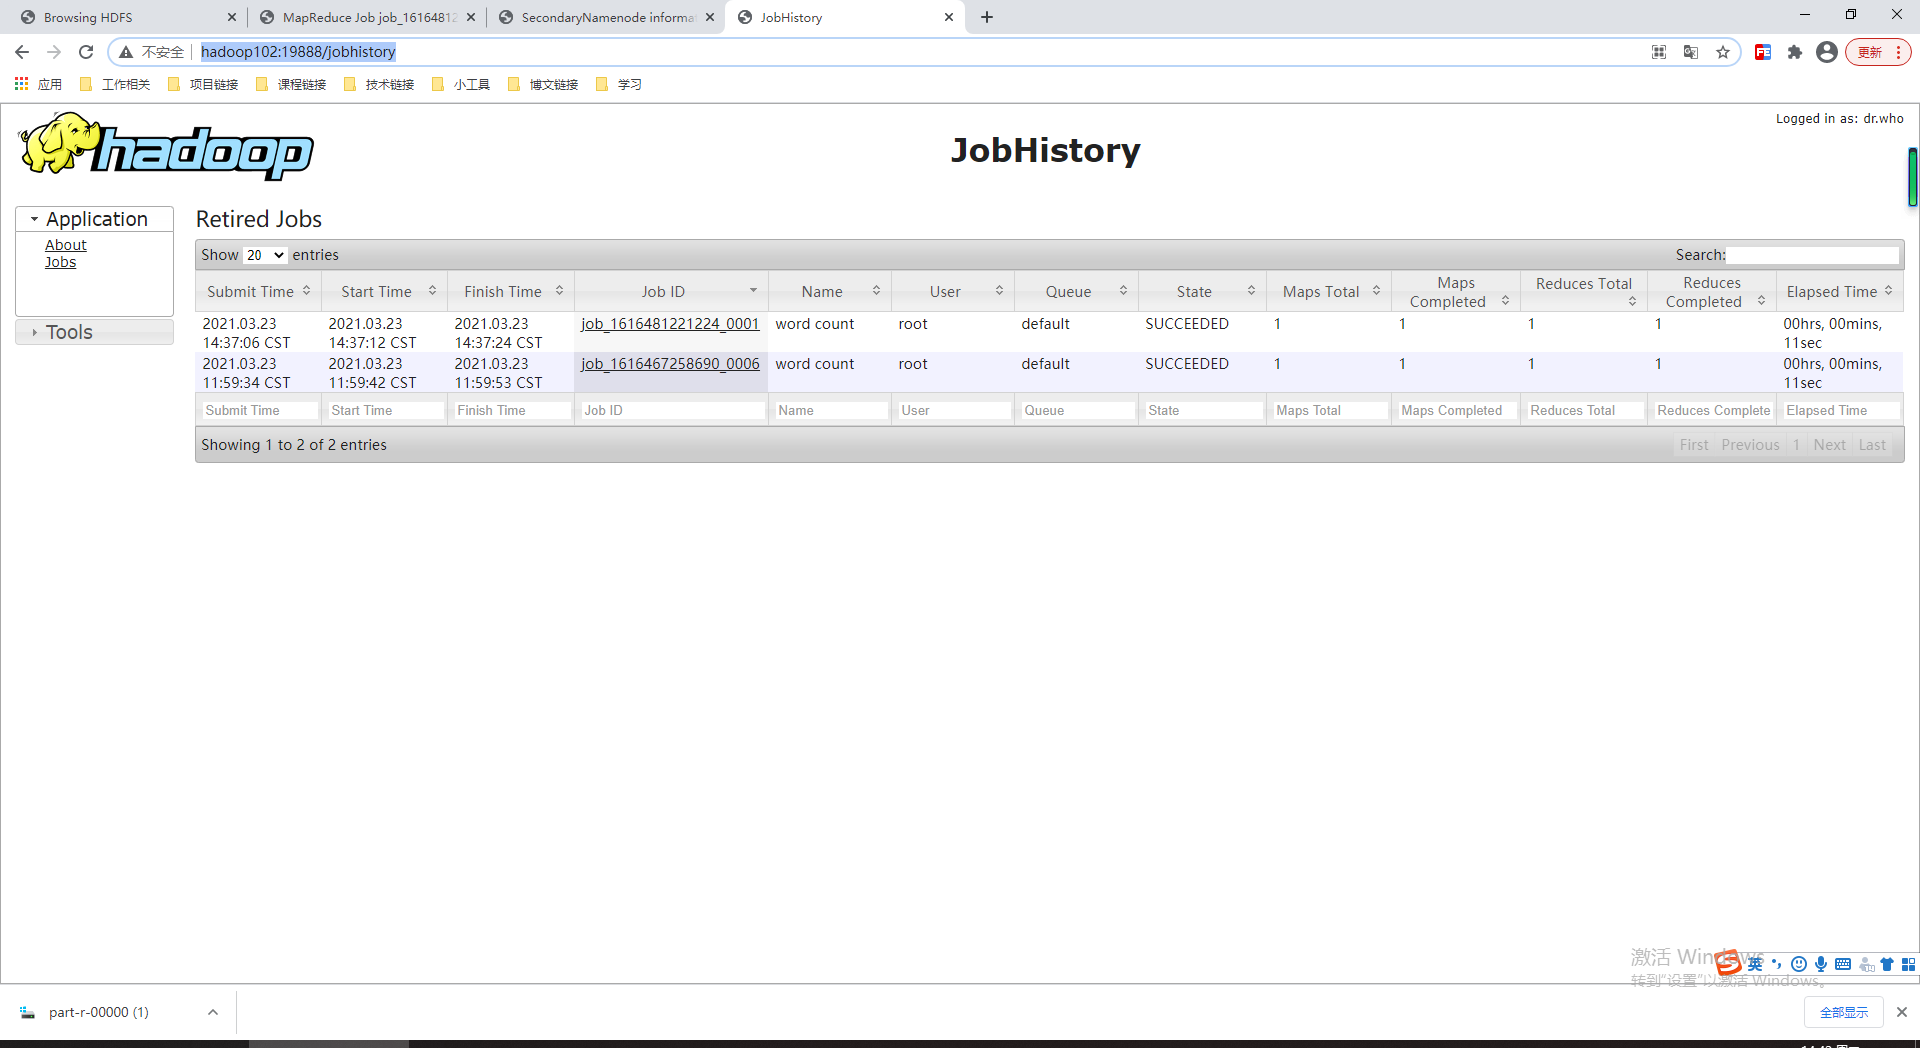 Browsing HDFS
MapReduce Job job_16164812
SecondaryNamenode informa
JobHistory
不安全
hadoop102:19888/jobhistory
更新
应用
工作相关
项目链接
课程链接
技术链接
小工具
博文链接
学习
hadoop
JobHistory
Logged in as: dr.who
Application
About
Jobs
Tools
Retired Jobs
Show 20 entries
Search:
Submit Time Start Time Finish Time Job ID Name User Queue State Maps Total Maps Completed Reduces Total Reduces Completed Elapsed Time
2021.03.23 14:37:06 CST 2021.03.23 14:37:12 CST 2021.03.23 14:37:24 CST job_1616481221224_0001 word count root default SUCCEEDED 1 1 1 1 00hrs, 00mins, 11sec
2021.03.23 11:59:34 CST 2021.03.23 11:59:42 CST 2021.03.23 11:59:53 CST job_1616467258690_0006 word count root default SUCCEEDED 1 1 1 1 00hrs, 00mins, 11sec
Submit Time Start Time Finish Time Job ID Name User Queue State Maps Total Maps Completed Reduces Total Reduces Complete Elapsed Time
Showing 1 to 2 of 2 entries
First Previous 1 Next Last
激活 Windows
英
转到"设置"以激活 Windows。
part-r-00000 (1)
全部显示